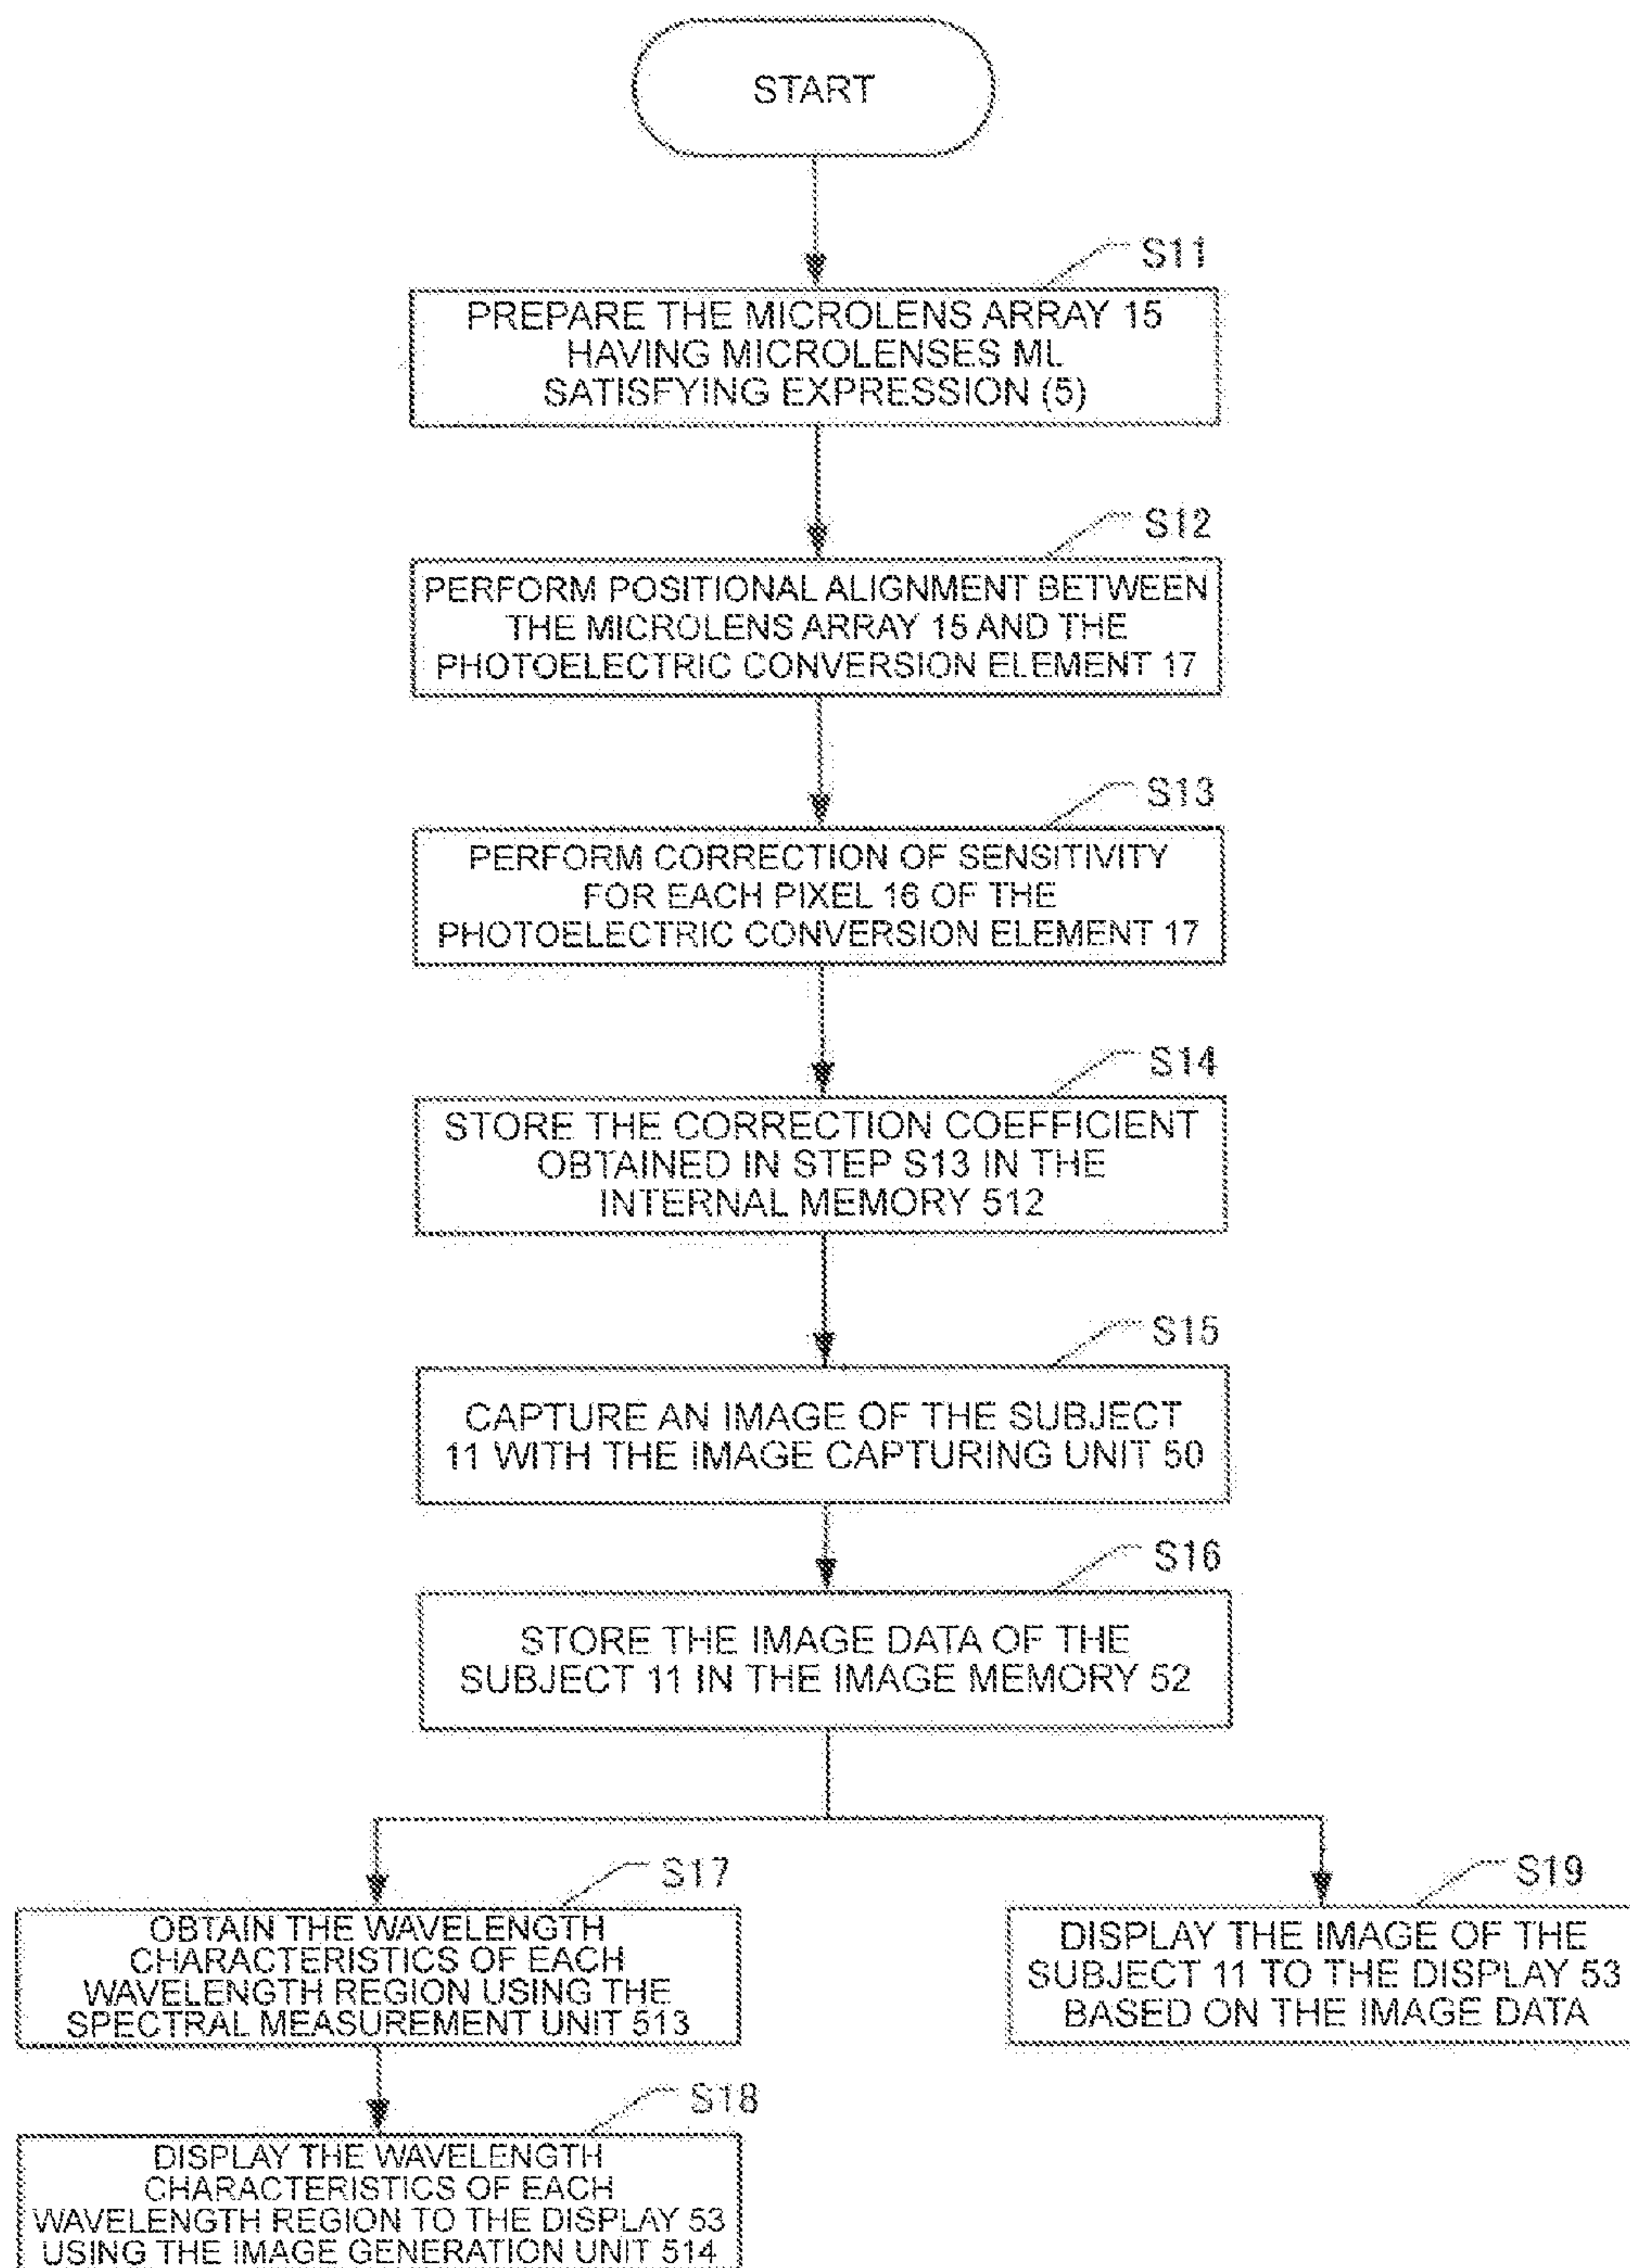 START
S11
PREPARE THE MICROLENS ARRAY 15
HAVING MICROLENSES ML
SATISFYING EXPRESSION (5)
S12
PERFORM POSITIONAL ALIGNMENT BETWEEN
THE MICROLENS ARRAY 15 AND THE
PHOTOELECTRIC CONVERSION ELEMENT 17
S13
PERFORM CORRECTION OF SENSITIVITY
FOR EACH PIXEL 16 OF THE
PHOTOELECTRIC CONVERSION ELEMENT 17
S14
STORE THE CORRECTION COEFFICIENT
OBTAINED IN STEP S13 IN THE
INTERNAL MEMORY 512
S15
CAPTURE AN IMAGE OF THE SUBJECT
11 WITH THE IMAGE CAPTURING UNIT 50
S16
STORE THE IMAGE DATA OF THE
SUBJECT 11 IN THE IMAGE MEMORY 52
S17
OBTAIN THE WAVELENGTH
CHARACTERISTICS OF EACH
WAVELENGTH REGION USING THE
SPECTRAL MEASUREMENT UNIT 513
S18
DISPLAY THE WAVELENGTH
CHARACTERISTICS OF EACH
WAVELENGTH REGION TO THE DISPLAY 53
USING THE IMAGE GENERATION UNIT 514
S19
DISPLAY THE IMAGE OF THE
SUBJECT 11 TO THE DISPLAY 53
BASED ON THE IMAGE DATA